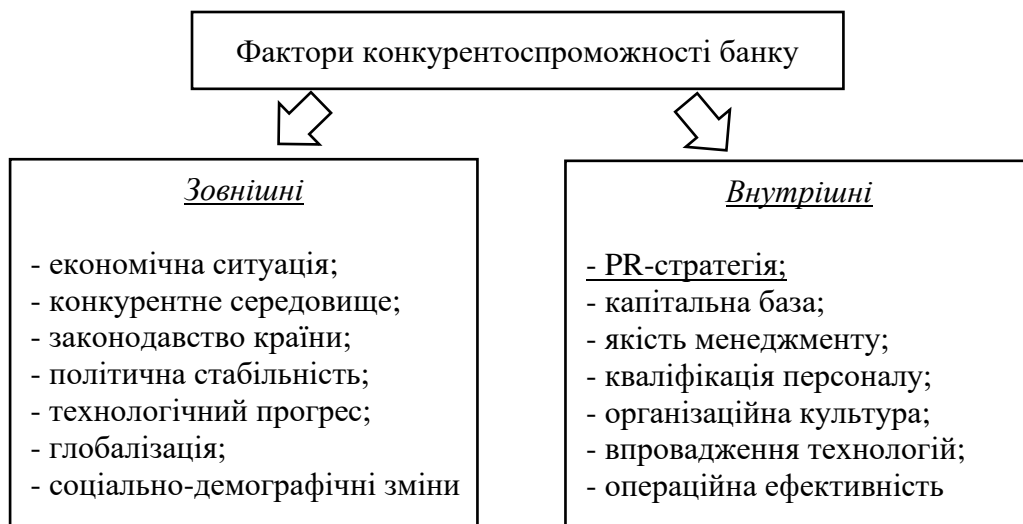 Фактори конкурентоспроможності банку
Зовнішні
- економічна ситуація;
- конкурентне середовище;
- законодавство країни;
- політична стабільність;
- технологічний прогрес;
- глобалізація;
- соціально-демографічні зміни
Внутрішні
- PR-стратегія;
- капітальна база;
- якість менеджменту;
- кваліфікація персоналу;
- організаційна культура;
- впровадження технологій;
- операційна ефективність